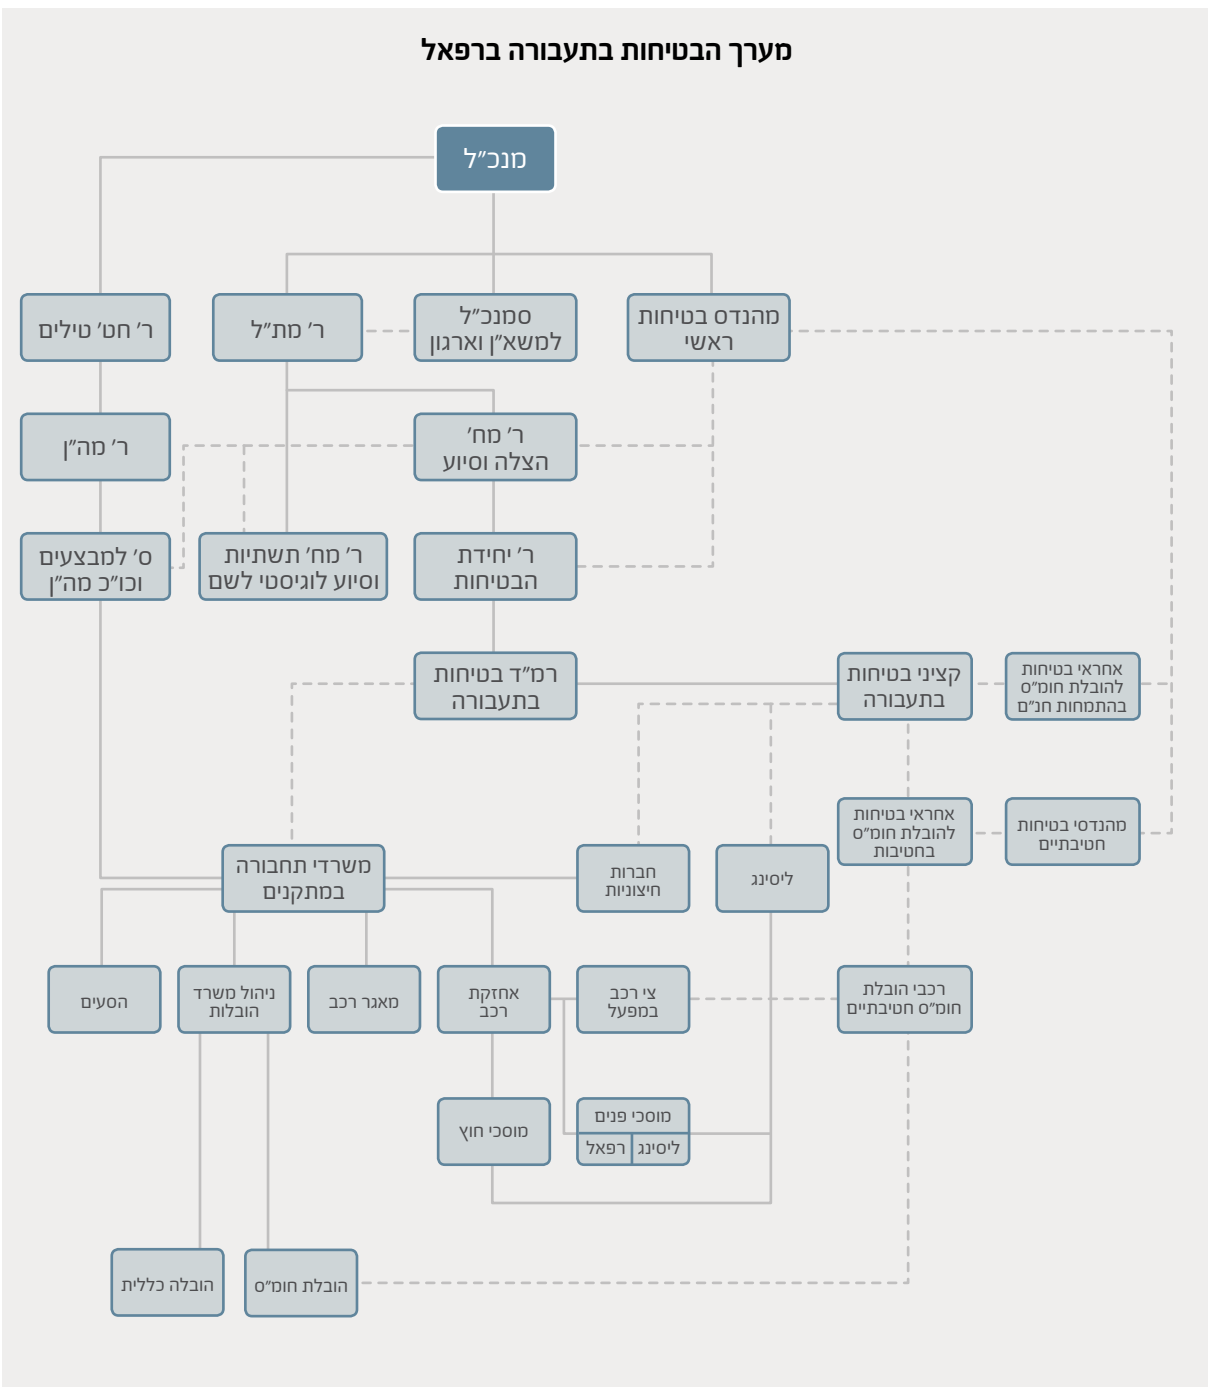 מערך הבטיחות בתעבורה ברפאל
מנכ"ל
מהנדס בטיחות
ראשי
סמנכ"ל
למשא"ן וארגון
ר' מת"ל
ר' חט' טילים
ר' מח'
הצלה וסיוע
ר' מה"ן
ר' יחידת
הבטיחות
ר' מח' תשתיות
וסיוע לוגיסטי לשם
ס' למבצעים
וכו"כ מה"ן
אחראי בטיחות
להובלת חומ"ס
בהתמחות חנ"ם
קציני בטיחות
בתעבורה
רמ"ד בטיחות
בתעבורה
מהנדסי בטיחות
חטיבתיים
אחראי בטיחות
להובלת חומ"ס
בחטיבות
ליסינג
חברות
חיצוניות
משרדי תחבורה
במתקנים
רכבי הובלת
חומ"ס חטיבתיים
צי רכב
במפעל
אחזקת
רכב
מאגר רכב
ניהול משרד
הובלות
הסעים
מוסכי פנים
ליסינג
רפאל
מוסכי חוץ
הובלת חומ"ס
הובלה כללית